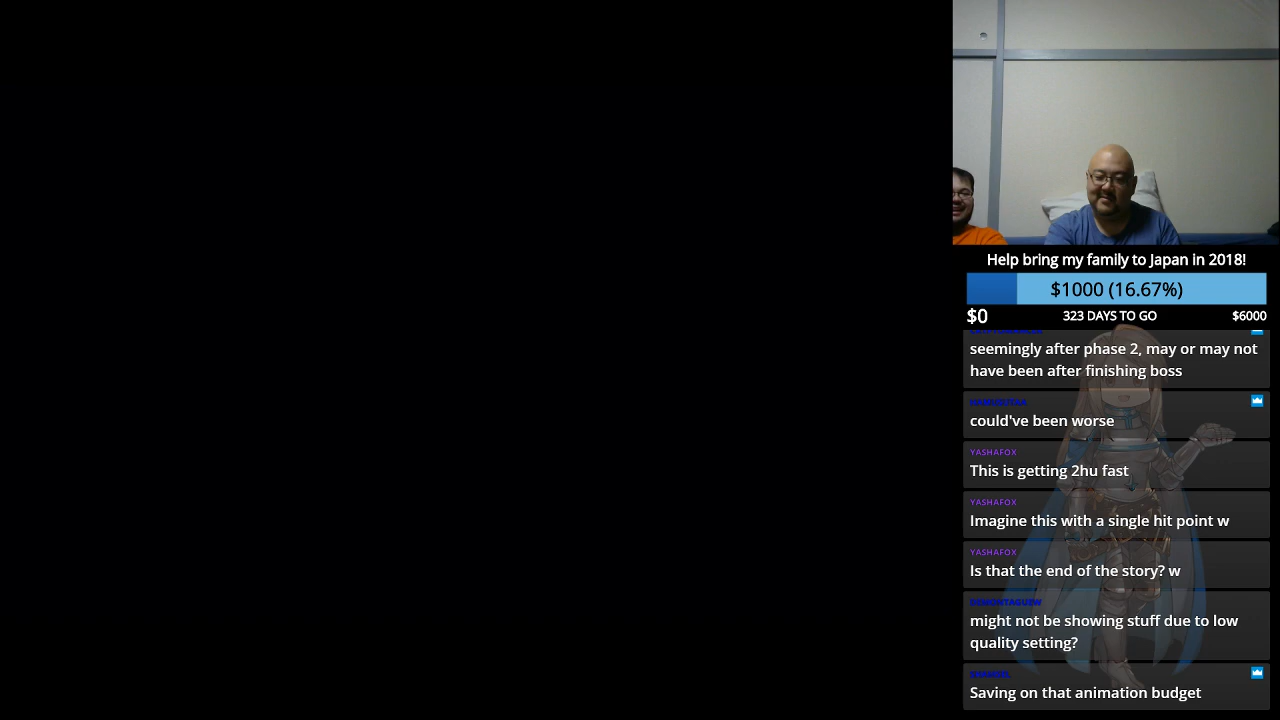 Help bring my family to Japan in 2018!
$1000 (16.67%)
$0
323 DAYS TO GO
$6000
seemingly after phase 2, may or may not
have been after finishing boss
could've been worse
YASHAFOX
This is getting 2hu fast
YASHAFOX
Imagine this with a single hit point w
YASHAFOX
Is that the end of the story? w
DEMONTAGUEW
might not be showing stuff due to low
quality setting?
Saving on that animation budget